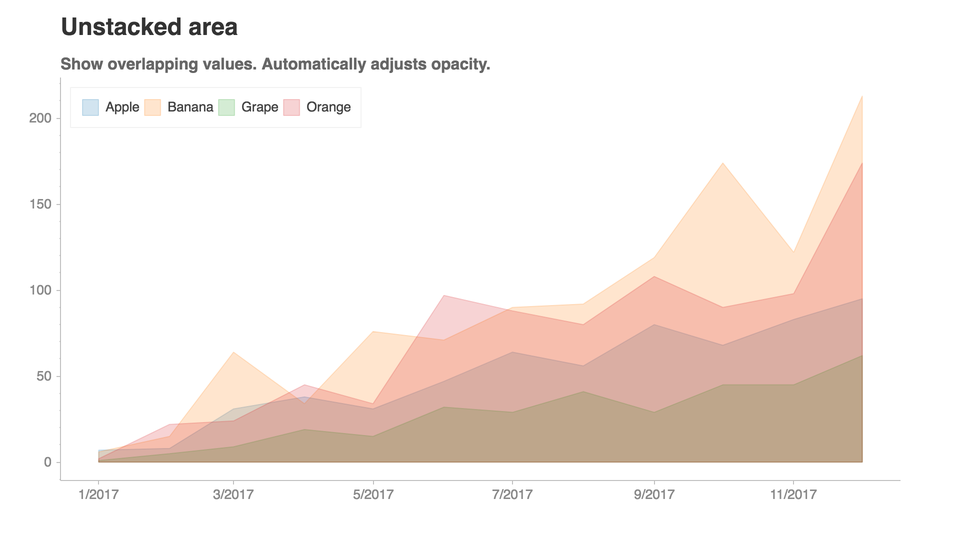 Unstacked area
Show overlapping values. Automatically adjusts opacity.
Apple Banana Grape Orange
200
150
100
50
0
1/2017 3/2017 5/2017 7/2017 9/2017 11/2017